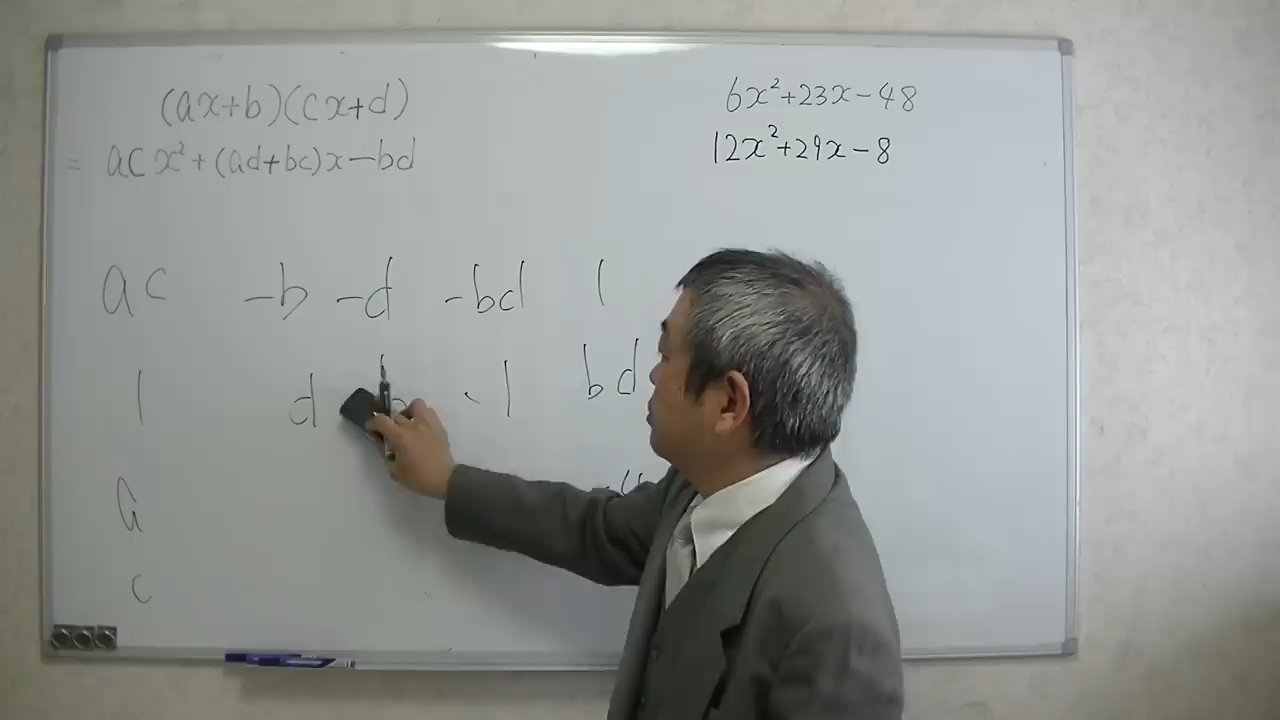 (ax+b)(cx+d)
= acx²+(ad+bc)x-bd
6x²+23x-48
12x²+29x-8
ac -b -d -bd 1
1 d b -1 bd
a
c